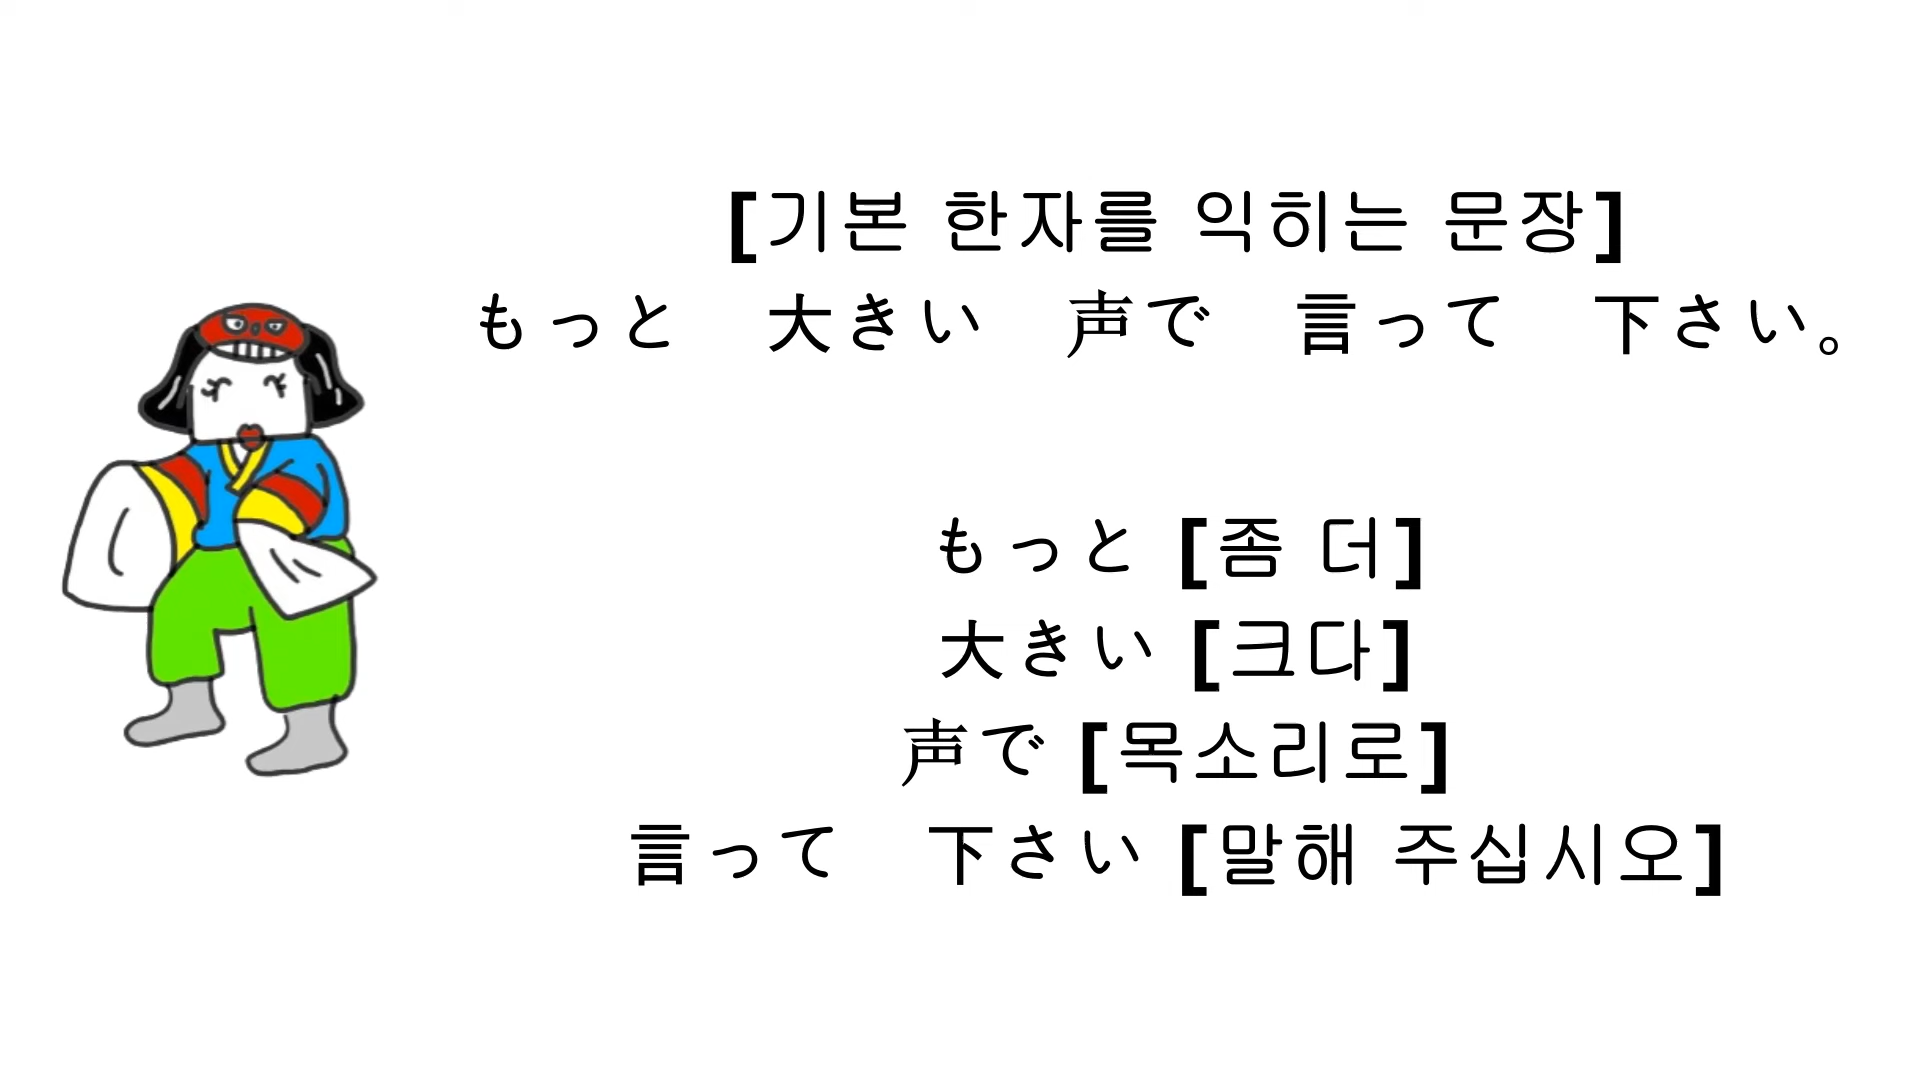 [기본 한자를 익히는 문장]
もっと　大きい　声で　言って　下さい。
もっと [좀 더]
大きい [크다]
声で [목소리로]
言って　下さい [말해 주십시오]